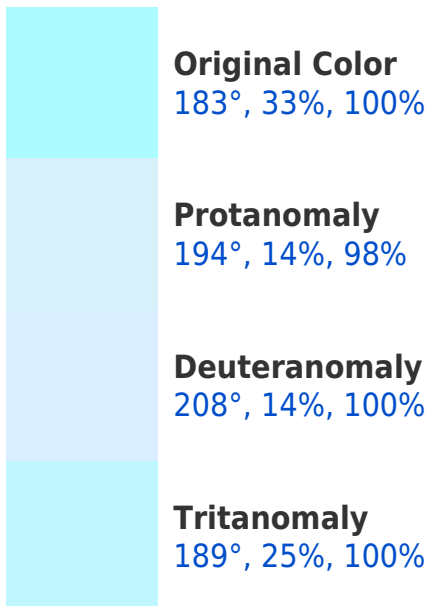 Original Color
183°, 33%, 100%
Protanomaly
194°, 14%, 98%
Deuteranomaly
208°, 14%, 100%
Tritanomaly
189°, 25%, 100%